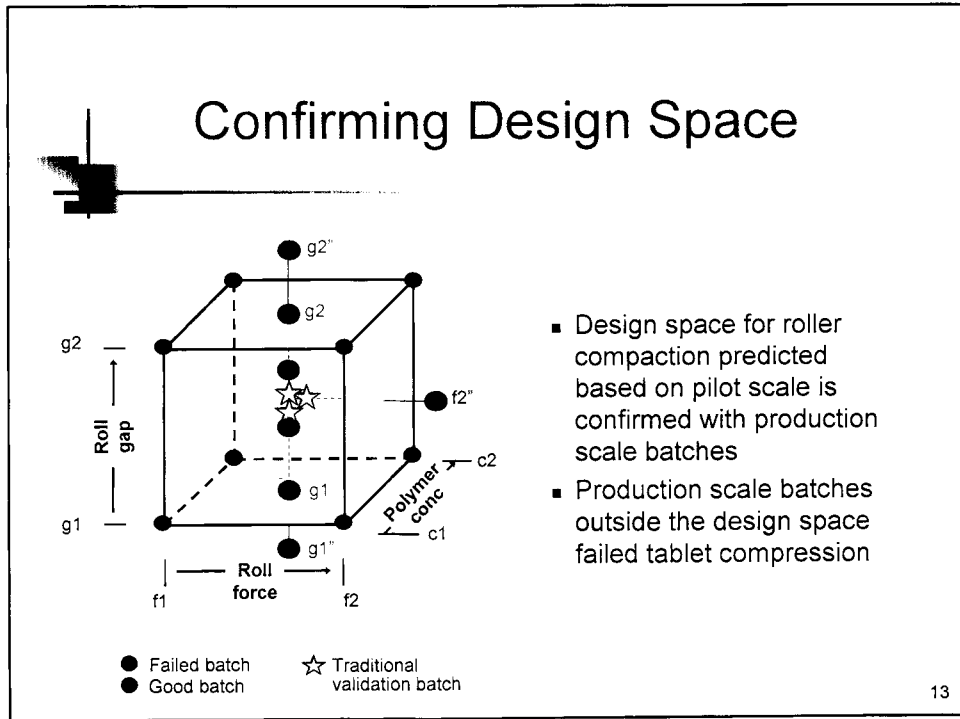 Confirming Design Space
g2”
g2
g2
f2”
Roll
gap
c2
Polymer
conc
g1
g1
c1
g1”
Roll
force
f1
f2
■ Design space for roller
compaction predicted
based on pilot scale is
confirmed with production
scale batches
■ Production scale batches
outside the design space
failed tablet compression
Failed batch
Good batch
Traditional
validation batch
13